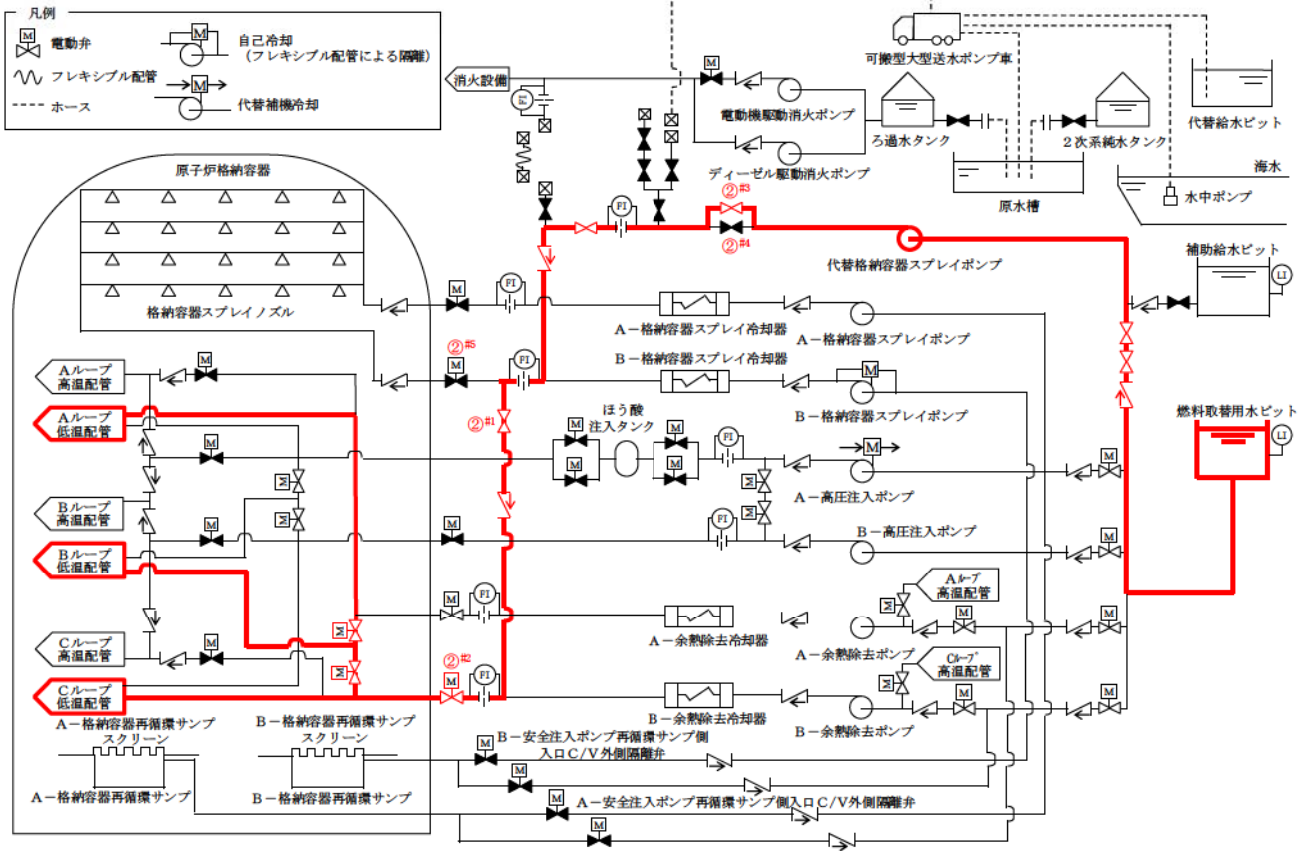 凡例
M
電動弁
M
自己冷却
(フレキシブル配管による隔離)
フレキシブル配管
ホース
M
代替補機冷却
消火設備
FI
M
電動機駆動消火ポンプ
ディーゼル駆動消火ポンプ
ろ過水タンク
可搬型大型送水ポンプ車
2次系純水タンク
代替給水ピット
原水槽
海水
水中ポンプ
原子炉格納容器
格納容器スプレイノズル
②#3
②#4
FI
代替格納容器スプレイポンプ
補助給水ピット
LI
M
FI
A-格納容器スプレイ冷却器
A-格納容器スプレイポンプ
②#5
M
FI
B-格納容器スプレイ冷却器
M
B-格納容器スプレイポンプ
燃料取替用水ピット
LI
Aループ
高温配管
M
Aループ
低温配管
②#1
ほう酸
注入タンク
M
M
M
M
M
FI
M
A-高圧注入ポンプ
M
M
M
M
Bループ
高温配管
M
M
M
FI
B-高圧注入ポンプ
M
Bループ
低温配管
M
FI
A-余熱除去冷却器
A-余熱除去ポンプ
Aループ
高温配管
M
M
M
M
Cループ
高温配管
M
M
②#2
M
FI
B-余熱除去冷却器
B-余熱除去ポンプ
Cループ
高温配管
M
M
M
Cループ
低温配管
A-格納容器再循環サンプ
スクリーン
B-格納容器再循環サンプ
スクリーン
A-格納容器再循環サンプ
B-格納容器再循環サンプ
B-安全注入ポンプ再循環サンプ側
入口C/V外側隔離弁
M
M
A-安全注入ポンプ再循環サンプ側入口C/V外側隔離弁
M
M